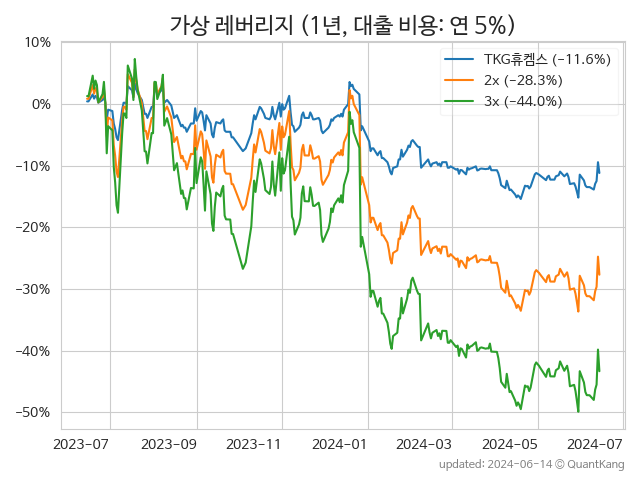 가상 레버리지 (1년, 대출 비용: 연 5%)
TKG휴켐스 (−11.6%)
2x (−28.3%)
3x (−44.0%)
10%
0%
−10%
−20%
−30%
−40%
−50%
2023-07 2023-09 2023-11 2024-01 2024-03 2024-05 2024-07
updated: 2024-06-14 © QuantKang